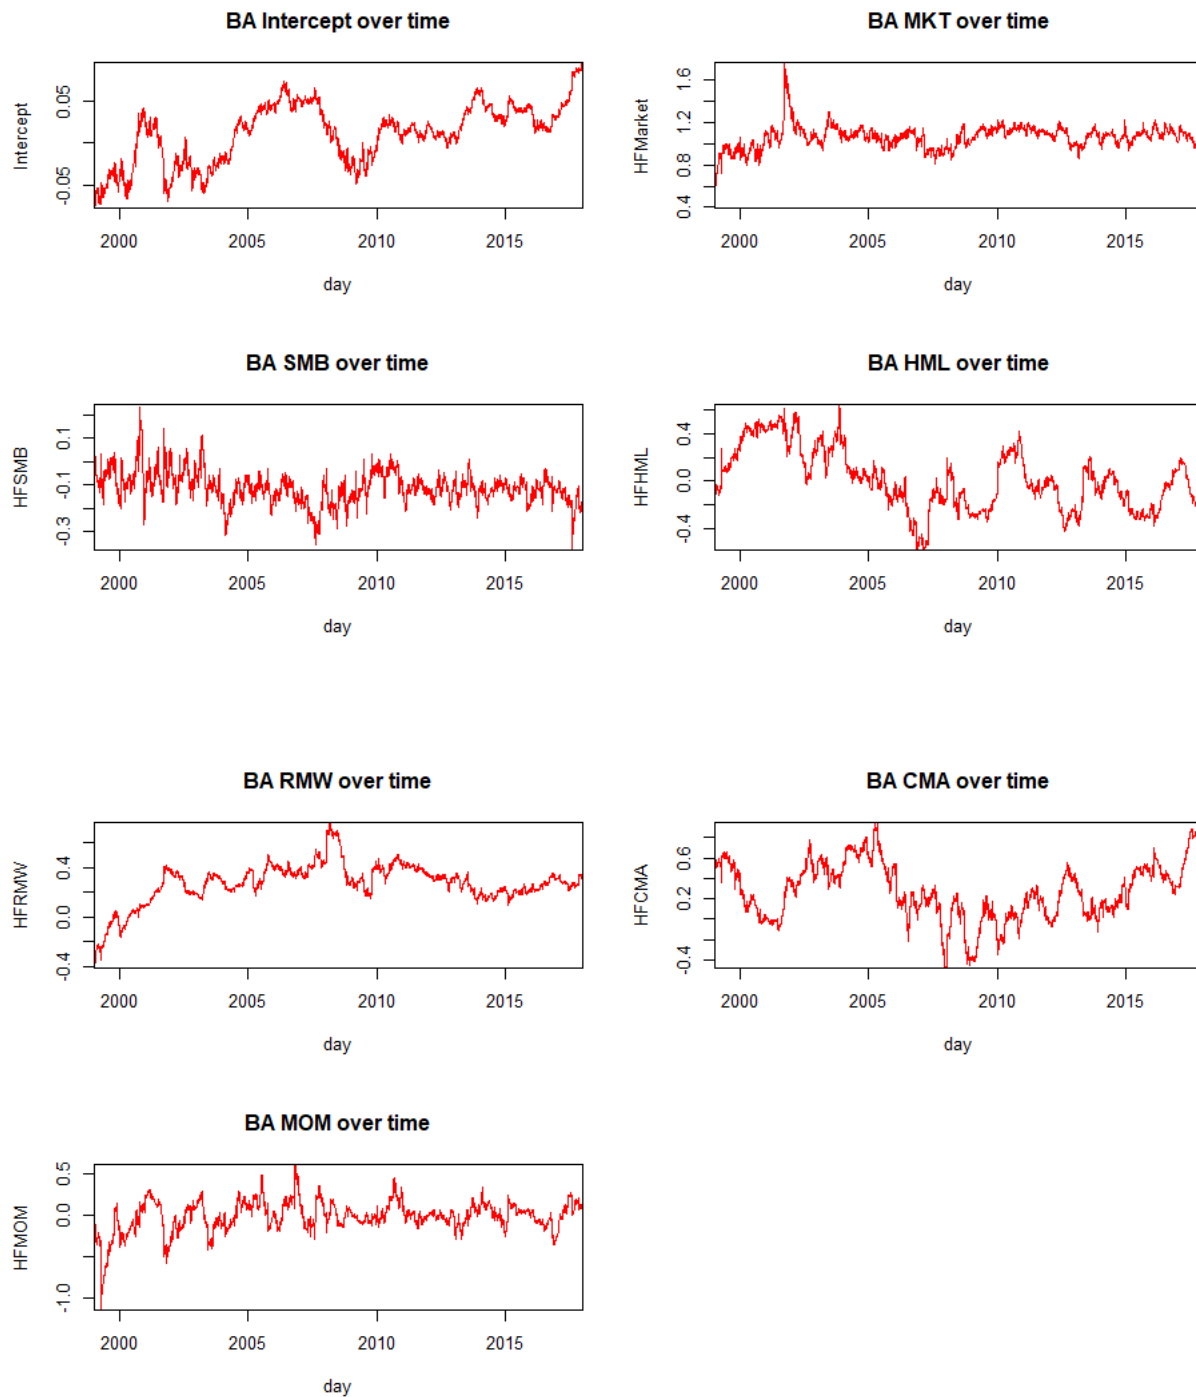 BA Intercept over time
Intercept
-0.05 0.05
2000 2005 2010 2015
day
BA MKT over time
HFMarket
0.4 0.8 1.2 1.6
2000 2005 2010 2015
day
BA SMB over time
HFSMB
-0.3 -0.1 0.1
2000 2005 2010 2015
day
BA HML over time
HFHML
-0.4 0.0 0.4
2000 2005 2010 2015
day
BA RMW over time
HFRMW
-0.4 0.0 0.4
2000 2005 2010 2015
day
BA CMA over time
HFCMA
-0.4 0.2 0.6
2000 2005 2010 2015
day
BA MOM over time
HFMOM
-1.0 0.0 0.5
2000 2005 2010 2015
day